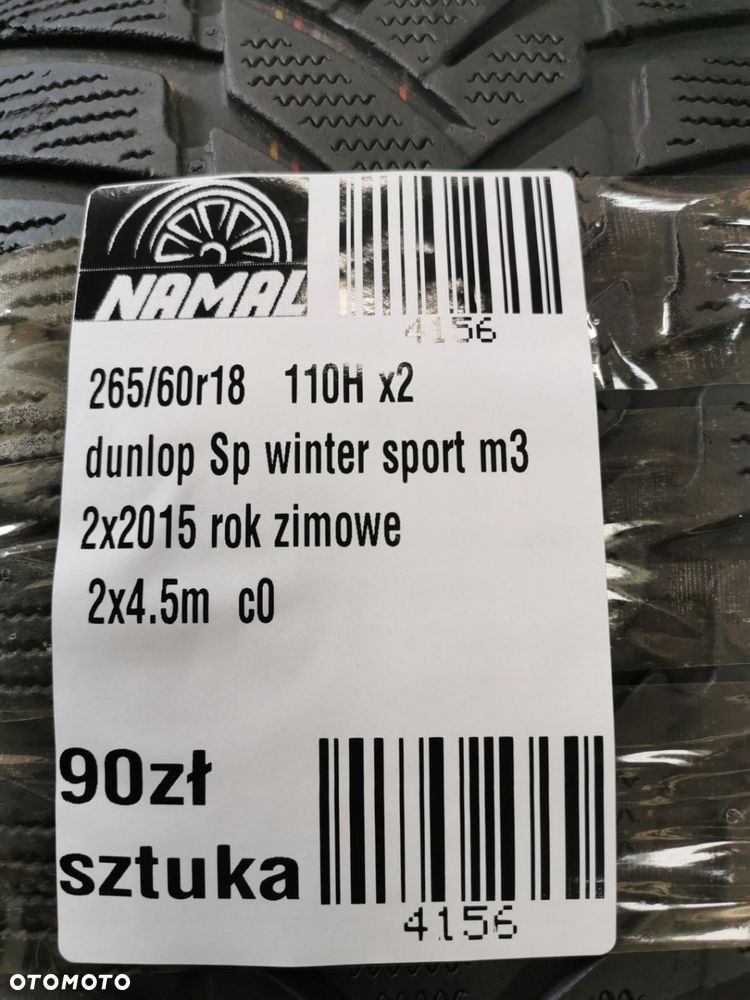 NAMAL
4156
265/60r18 110H x2
dunlop Sp winter sport m3
2x2015 rok zimowe
2x4.5m c0
90zł
sztuka
4156
OTOMOTO